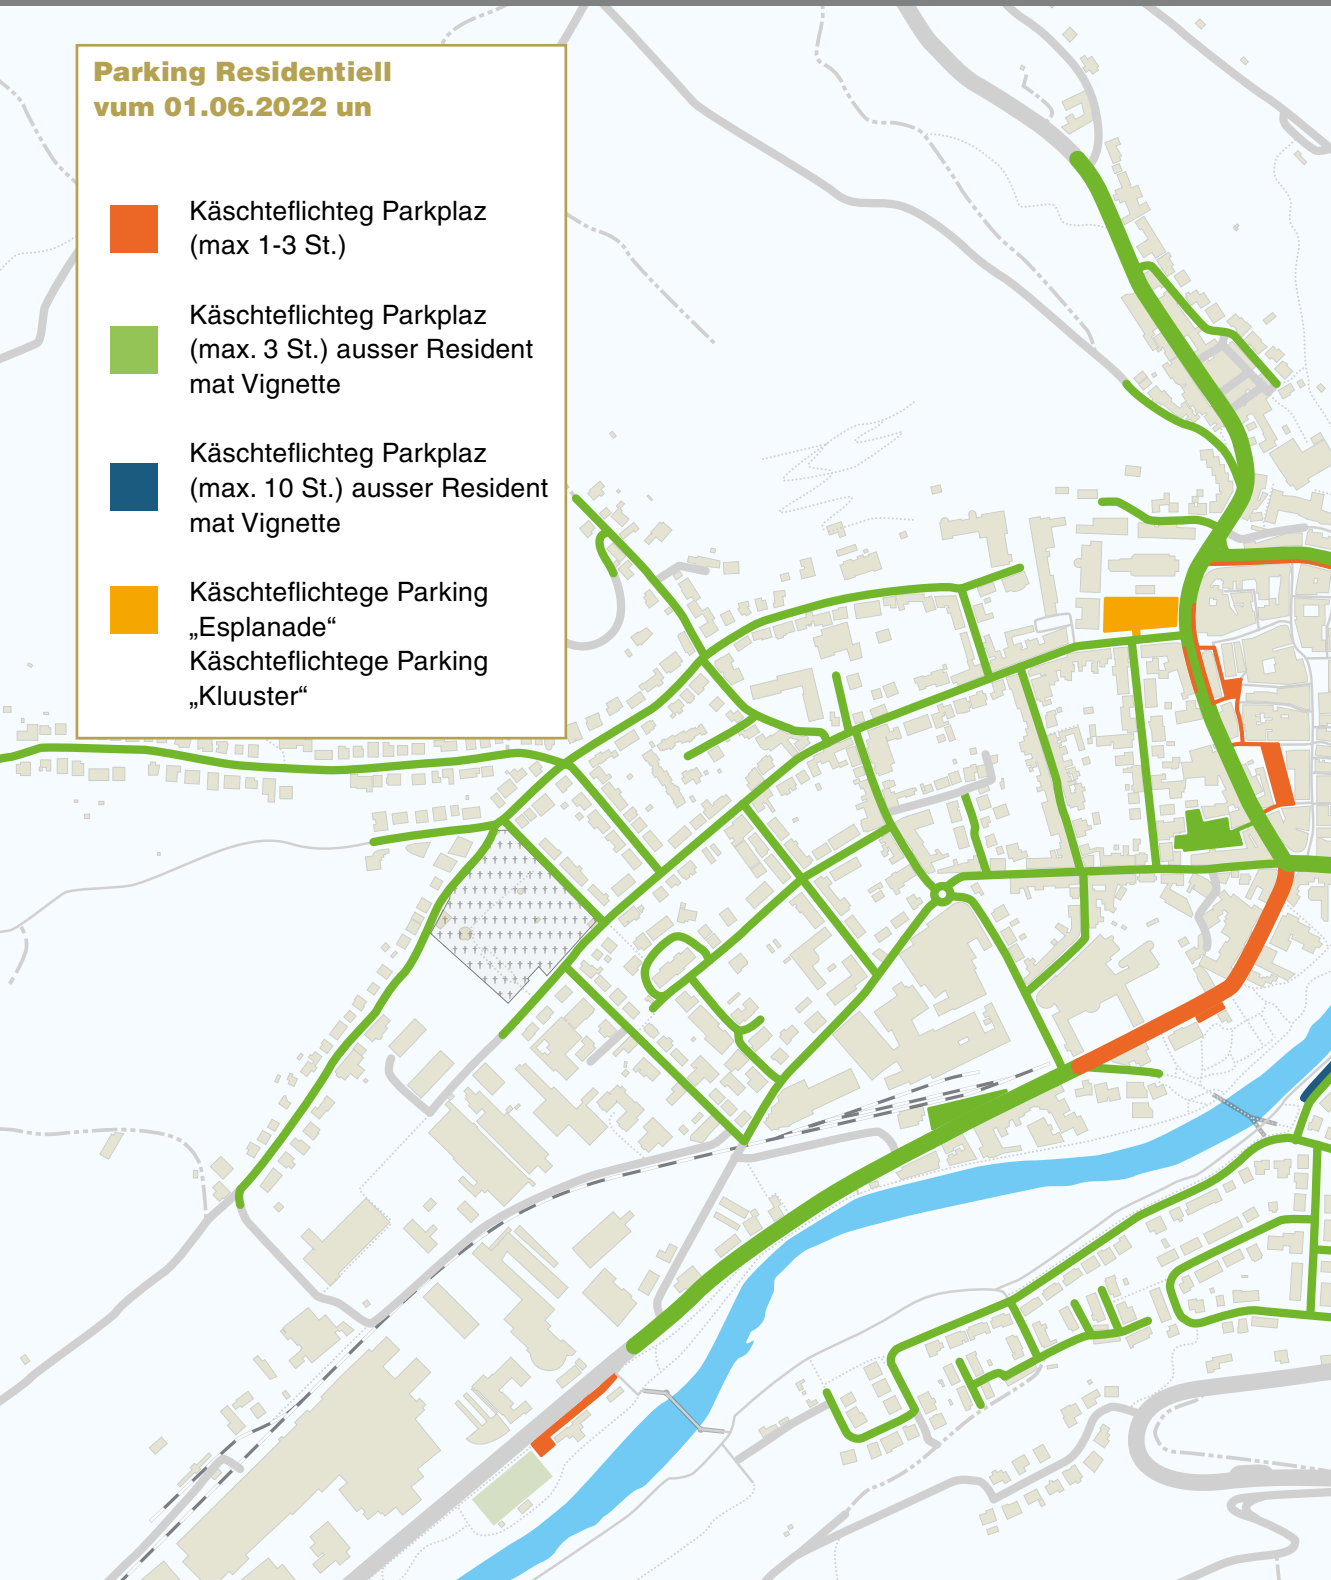 Parking Residentiell
vum 01.06.2022 un
Käschteflichteg Parkplaz
(max 1-3 St.)
Käschteflichteg Parkplaz
(max. 3 St.) ausser Resident
mat Vignette
Käschteflichteg Parkplaz
(max. 10 St.) ausser Resident
mat Vignette
Käschteflichtege Parking
„Esplanade“
Käschteflichtege Parking
„Kluuster“